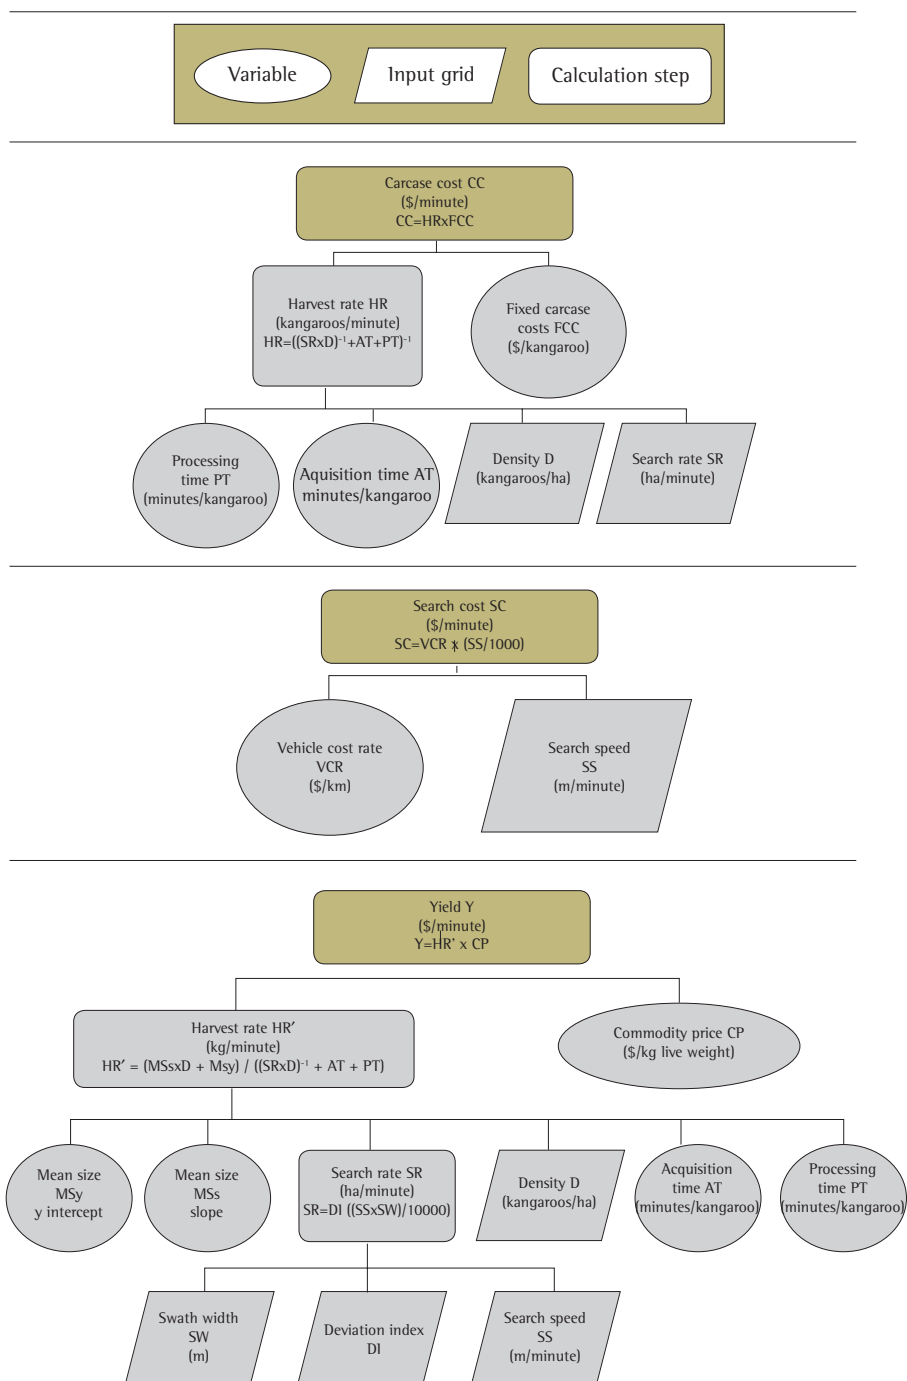 Variable
Input grid
Calculation step
Carcase cost CC
($/minute)
CC=HRxFCC
Harvest rate HR
(kangaroos/minute)
HR=((SRxD)⁻¹+AT+PT)⁻¹
Fixed carcase
costs FCC
($/kangaroo)
Processing
time PT
(minutes/kangaroo)
Aquisition time AT
minutes/kangaroo
Density D
(kangaroos/ha)
Search rate SR
(ha/minute)
Search cost SC
($/minute)
SC=VCR x (SS/1000)
Vehicle cost rate
VCR
($/km)
Search speed
SS
(m/minute)
Yield Y
($/minute)
Y=HR' x CP
Harvest rate HR′
(kg/minute)
HR′ = (MSsxD + Msy) / ((SRxD)⁻¹ + AT + PT)
Commodity price CP
($/kg live weight)
Mean size
MSy
y intercept
Mean size
MSs
slope
Search rate SR
(ha/minute)
SR=DI ((SSxSW)/10000)
Density D
(kangaroos/ha)
Acquisition
time AT
(minutes/kangaroo)
Processing
time PT
(minutes/kangaroo)
Swath width
SW
(m)
Deviation index
DI
Search speed
SS
(m/minute)